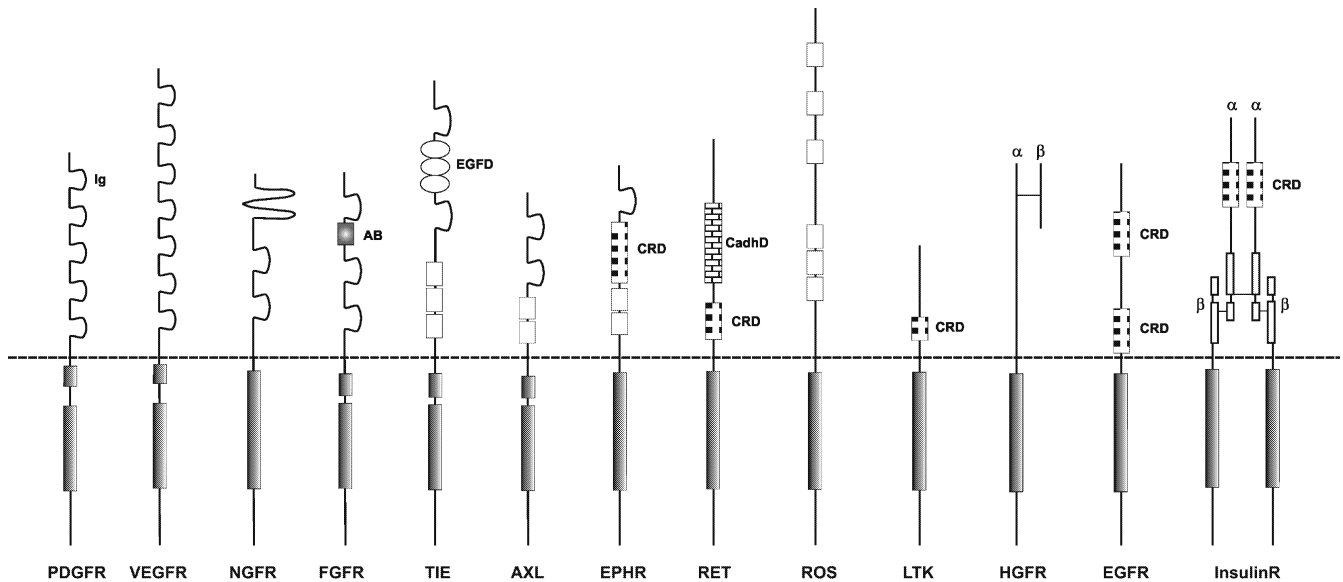 α α
α β
EGFD
Ig
CRD
AB
CRD
CadhD
CRD
β β
CRD
CRD
CRD
PDGFR VEGFR NGFR FGFR TIE AXL EPHR RET ROS LTK HGFR EGFR InsulinR